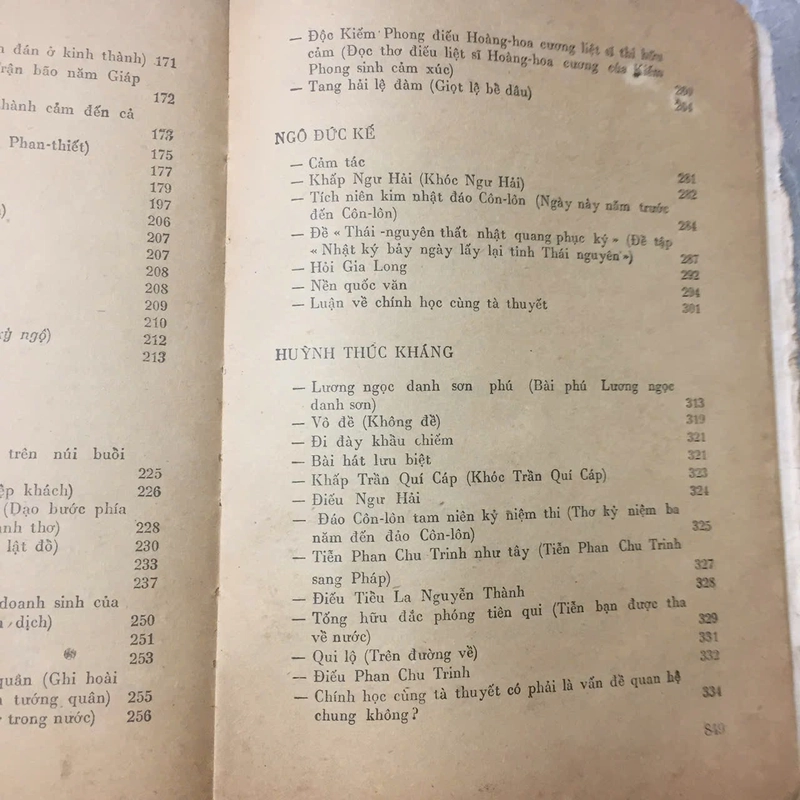 đán ở kinh thành) 171
trận bão năm Giáp
172
thành cảm đến cả
173
Phan-thiết)
175
177
179
197
206
207
207
208
208
209
210
kỳ ngộ) 212
213
trên núi buồi
225
khách) 226
(Dạo bước phía
thơ) 228
lật đổ) 230
233
237
doanh sinh của
dịch) 250
251
253
quân (Ghi hoài
tướng quân) 255
trong nước) 256
— Độc Kiếm Phong điếu Hoàng-hoa cương liệt sĩ thi hữu
cảm (Đọc thơ điếu liệt sĩ Hoàng-hoa cương của Kiếm
Phong sinh cảm xúc) 280
— Tang hải lệ đàm (Giọt lệ bể dâu) 264
NGÔ ĐỨC KẾ
— Cảm tác
— Khấp Ngư Hải (Khóc Ngư Hải) 281
— Tích niên kim nhật đáo Côn-lôn (Ngày này năm trước 282
đến Côn-lôn)
— Đề « Thái-nguyên thất nhật quang phục ký » (Đề tập 284
« Nhật ký bảy ngày lấy lại tỉnh Thái nguyên ») 287
— Hỏi Gia Long 292
— Nền quốc văn 294
— Luận về chính học cùng tà thuyết 301
HUỲNH THÚC KHÁNG
— Lương ngọc danh sơn phú (Bài phú Lương ngọc
danh sơn) 313
— Vô đề (Không đề) 319
— Đi đày khẩu chiếm 321
— Bài hát lưu biệt 321
— Khấp Trần Quí Cáp (Khóc Trần Quí Cáp) 323
— Điếu Ngư Hải 324
— Đáo Côn-lôn tam niên kỷ niệm thi (Thơ kỷ niệm ba
năm đến đảo Côn-lôn) 325
— Tiễn Phan Chu Trinh như tây (Tiễn Phan Chu Trinh
sang Pháp) 327
— Điếu Tiều La Nguyễn Thành 328
— Tống hữu đắc phóng tiên qui (Tiễn bạn được tha 329
về nước) 331
— Qui lộ (Trên đường về) 332
— Điếu Phan Chu Trinh
— Chính học cùng tà thuyết có phải là vấn đề quan hệ 334
chung không?
849